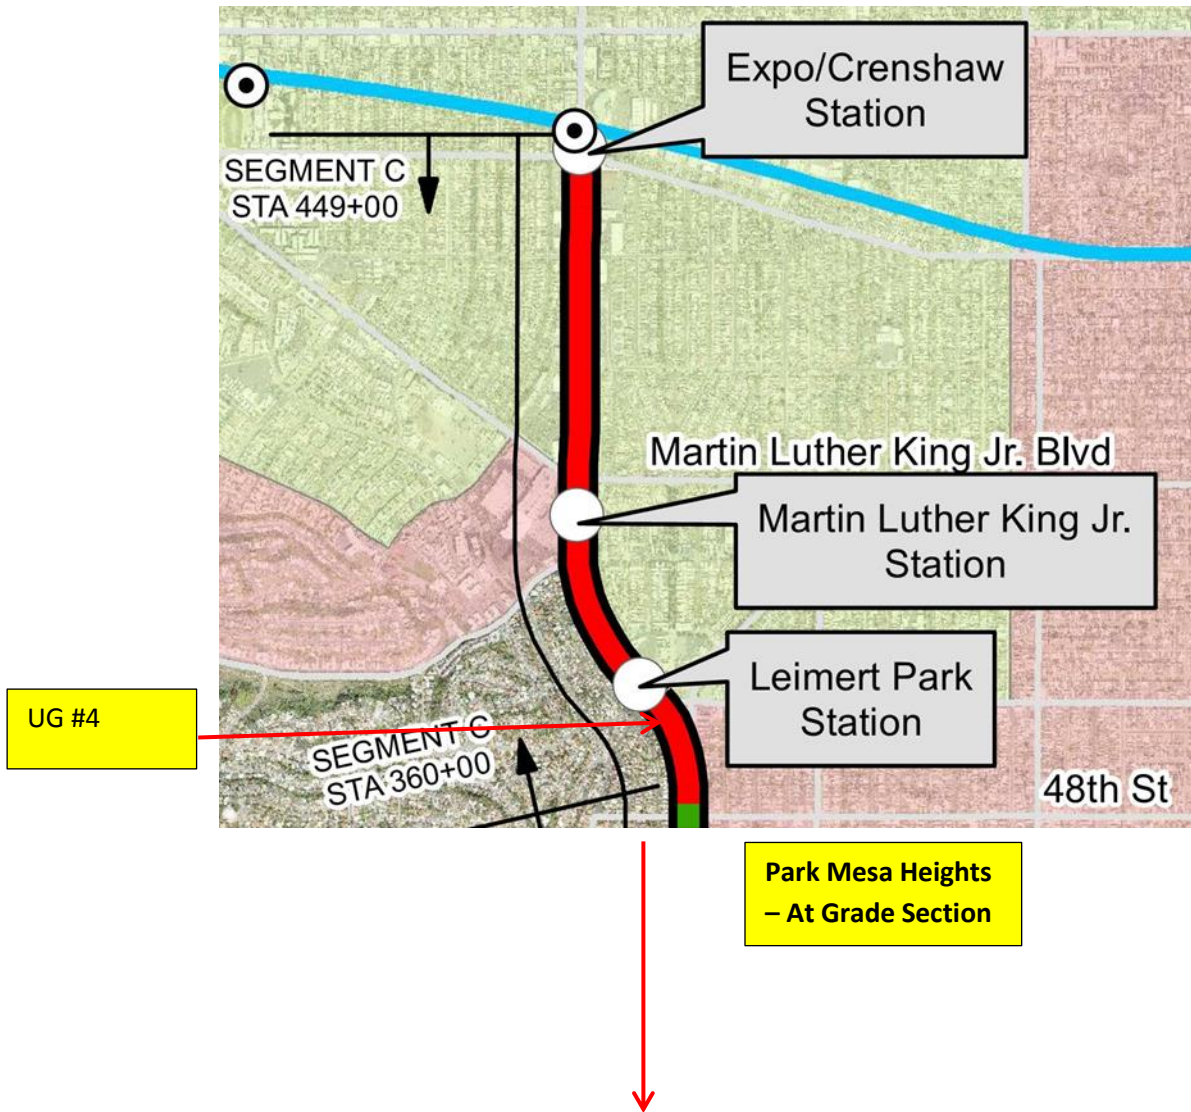 Expo/Crenshaw
Station
SEGMENT C
STA 449+00
Martin Luther King Jr. Blvd
Martin Luther King Jr.
Station
Leimert Park
Station
UG #4
SEGMENT C
STA 360+00
48th St
Park Mesa Heights
– At Grade Section